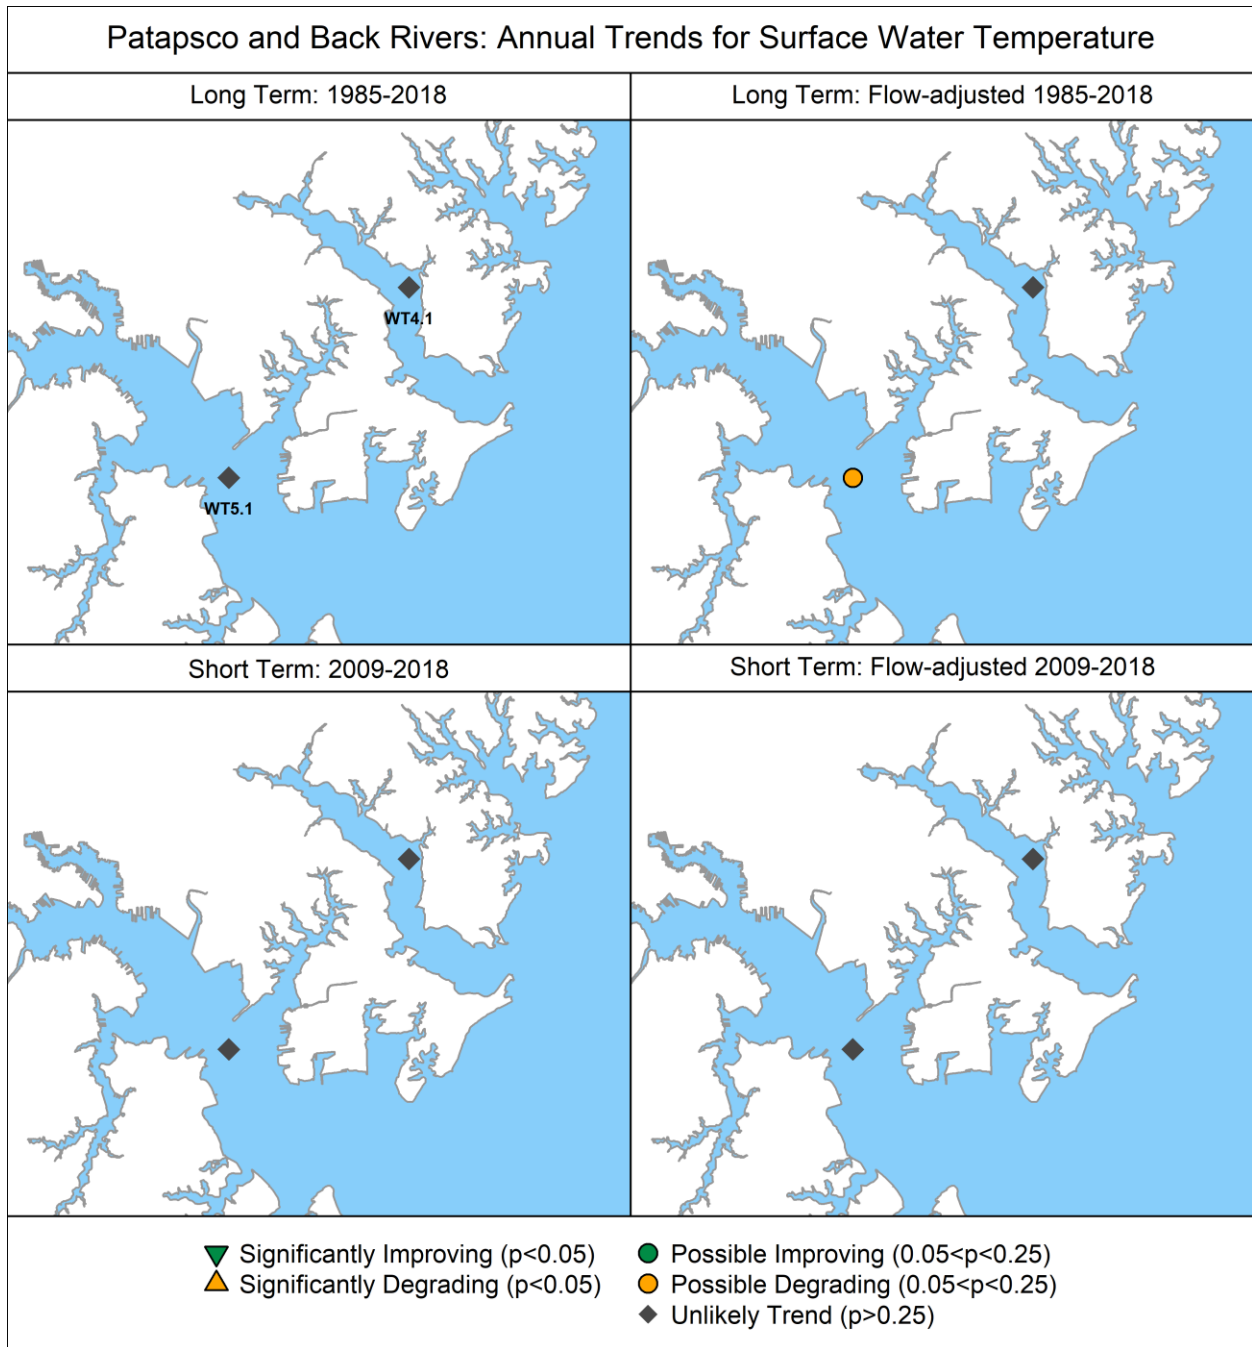 Patapsco and Back Rivers: Annual Trends for Surface Water Temperature
Long Term: 1985-2018
Long Term: Flow-adjusted 1985-2018
WT4.1
WT5.1
Short Term: 2009-2018
Short Term: Flow-adjusted 2009-2018
Significantly Improving (p<0.05)
Significantly Degrading (p<0.05)
Possible Improving (0.05<p<0.25)
Possible Degrading (0.05<p<0.25)
Unlikely Trend (p>0.25)